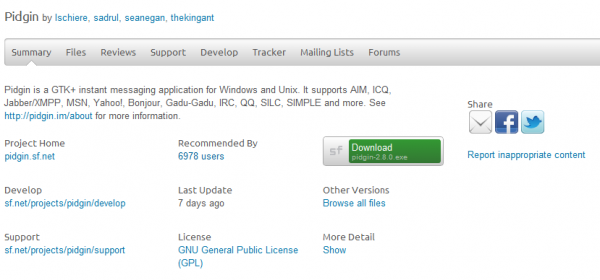 Pidgin by lschiere, sadrul, seanegan, thekingant
Summary Files Reviews Support Develop Tracker Mailing Lists Forums
Pidgin is a GTK+ instant messaging application for Windows and Unix. It supports AIM, ICQ,
Jabber/XMPP, MSN, Yahoo!, Bonjour, Gadu-Gadu, IRC, QQ, SILC, SIMPLE and more. See
http://pidgin.im/about for more information.
Share
Report inappropriate content
Project Home
pidgin.sf.net
Recommended By
6978 users
sf Download
pidgin-2.8.0.exe
Develop
sf.net/projects/pidgin/develop
Last Update
7 days ago
Other Versions
Browse all files
Support
sf.net/projects/pidgin/support
License
GNU General Public License
(GPL)
More Detail
Show